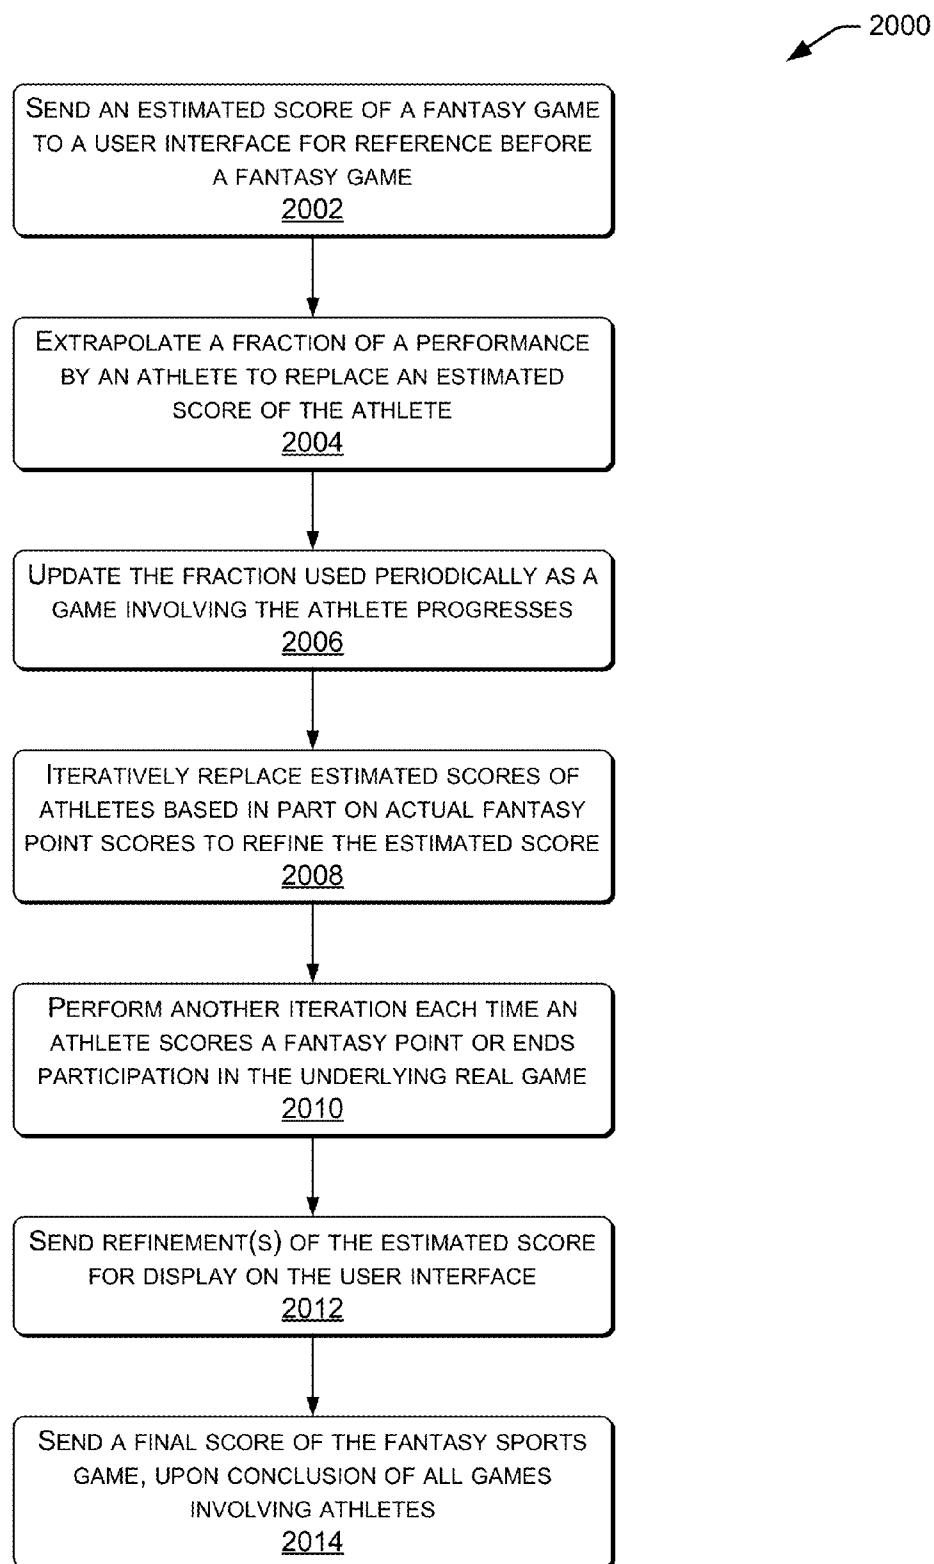 2000
SEND AN ESTIMATED SCORE OF A FANTASY GAME
TO A USER INTERFACE FOR REFERENCE BEFORE
A FANTASY GAME
2002
EXTRAPOLATE A FRACTION OF A PERFORMANCE
BY AN ATHLETE TO REPLACE AN ESTIMATED
SCORE OF THE ATHLETE
2004
UPDATE THE FRACTION USED PERIODICALLY AS A
GAME INVOLVING THE ATHLETE PROGRESSES
2006
ITERATIVELY REPLACE ESTIMATED SCORES OF
ATHLETES BASED IN PART ON ACTUAL FANTASY
POINT SCORES TO REFINE THE ESTIMATED SCORE
2008
PERFORM ANOTHER ITERATION EACH TIME AN
ATHLETE SCORES A FANTASY POINT OR ENDS
PARTICIPATION IN THE UNDERLYING REAL GAME
2010
SEND REFINEMENT(S) OF THE ESTIMATED SCORE
FOR DISPLAY ON THE USER INTERFACE
2012
SEND A FINAL SCORE OF THE FANTASY SPORTS
GAME, UPON CONCLUSION OF ALL GAMES
INVOLVING ATHLETES
2014